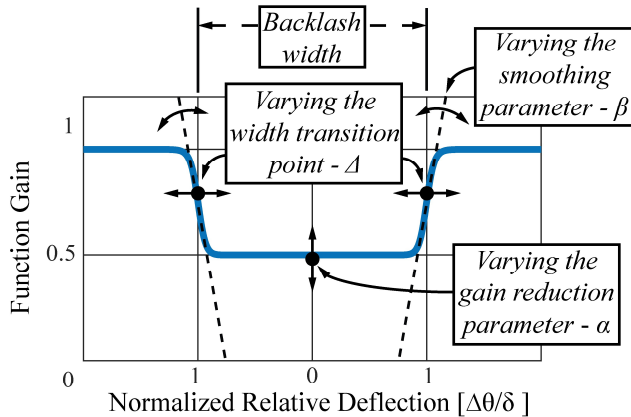 Backlash
width
Varying the
smoothing
parameter - β
Varying the
width transition
point - Δ
1
0.5
0
Function Gain
Varying the
gain reduction
parameter - α
1
0
1
Normalized Relative Deflection [Δθ/δ ]